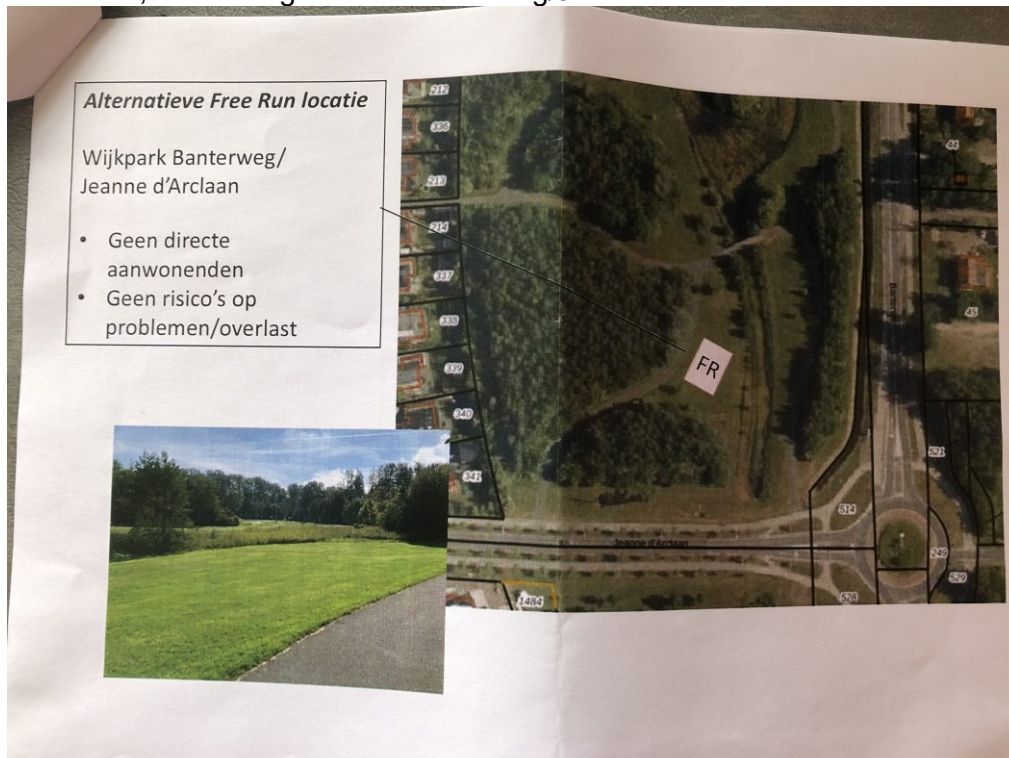 Alternatieve Free Run locatie
Wijkpark Banterweg/
Jeanne d'Arclaan
• Geen directe
aanwonenden
• Geen risico's op
problemen/overlast
212
336
213
214
337
338
339
340
341
FR
44
45
521
514
Jeanne d'Arclaan
249
529
528
1484